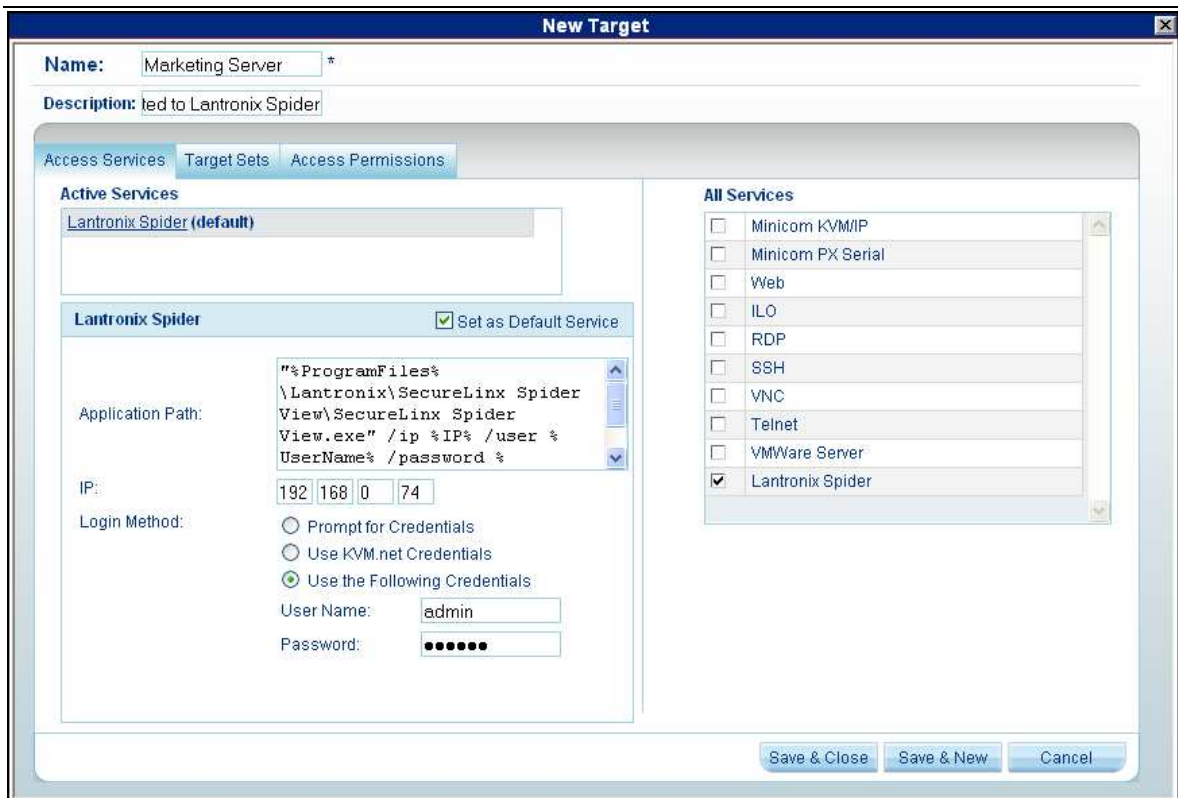 New Target
Name: Marketing Server *
Description: ted to Lantronix Spider
Access Services Target Sets Access Permissions
Active Services
Lantronix Spider (default)
Lantronix Spider Set as Default Service
Application Path:
"%ProgramFiles%
\Lantronix\SecureLinx Spider
View\SecureLinx Spider
View.exe" /ip %IP% /user %
UserName% /password %
IP: 192 168 0 74
Login Method:
Prompt for Credentials
Use KVM.net Credentials
Use the Following Credentials
User Name: admin
Password: ●●●●●●
All Services
Minicom KVM/IP
Minicom PX Serial
Web
ILO
RDP
SSH
VNC
Telnet
VMWare Server
Lantronix Spider
Save & Close Save & New Cancel